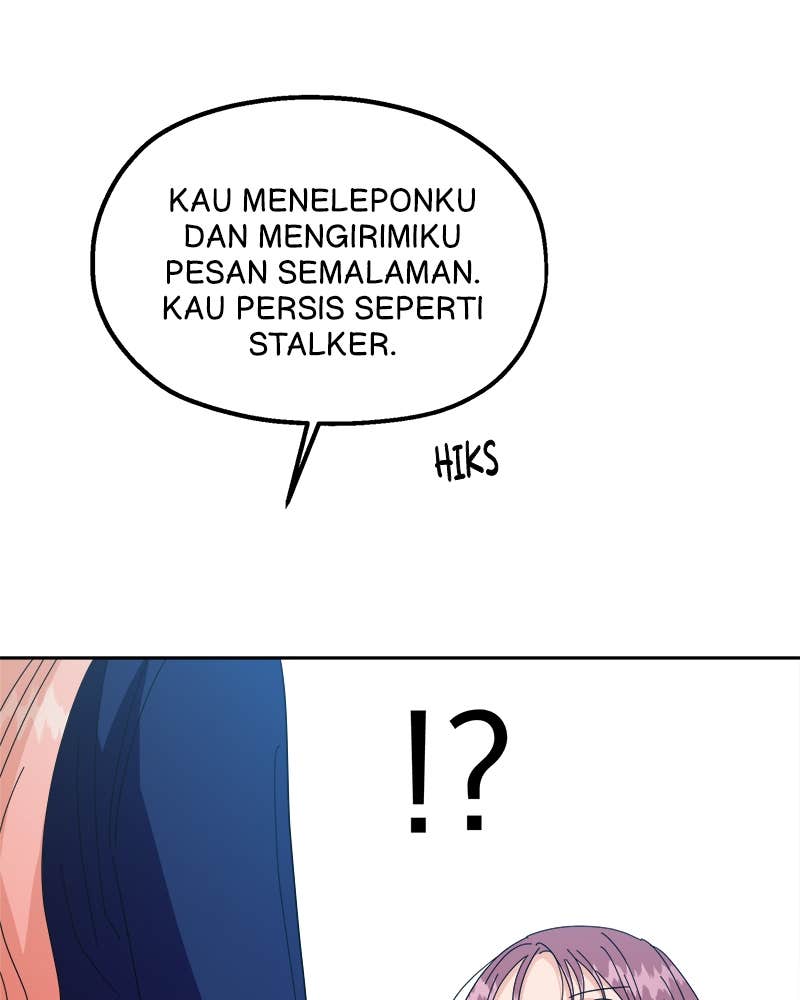 KAU MENELEPONKU
DAN MENGIRIMIKU
PESAN SEMALAMAN.
KAU PERSIS SEPERTI
STALKER.
HIKS
!?